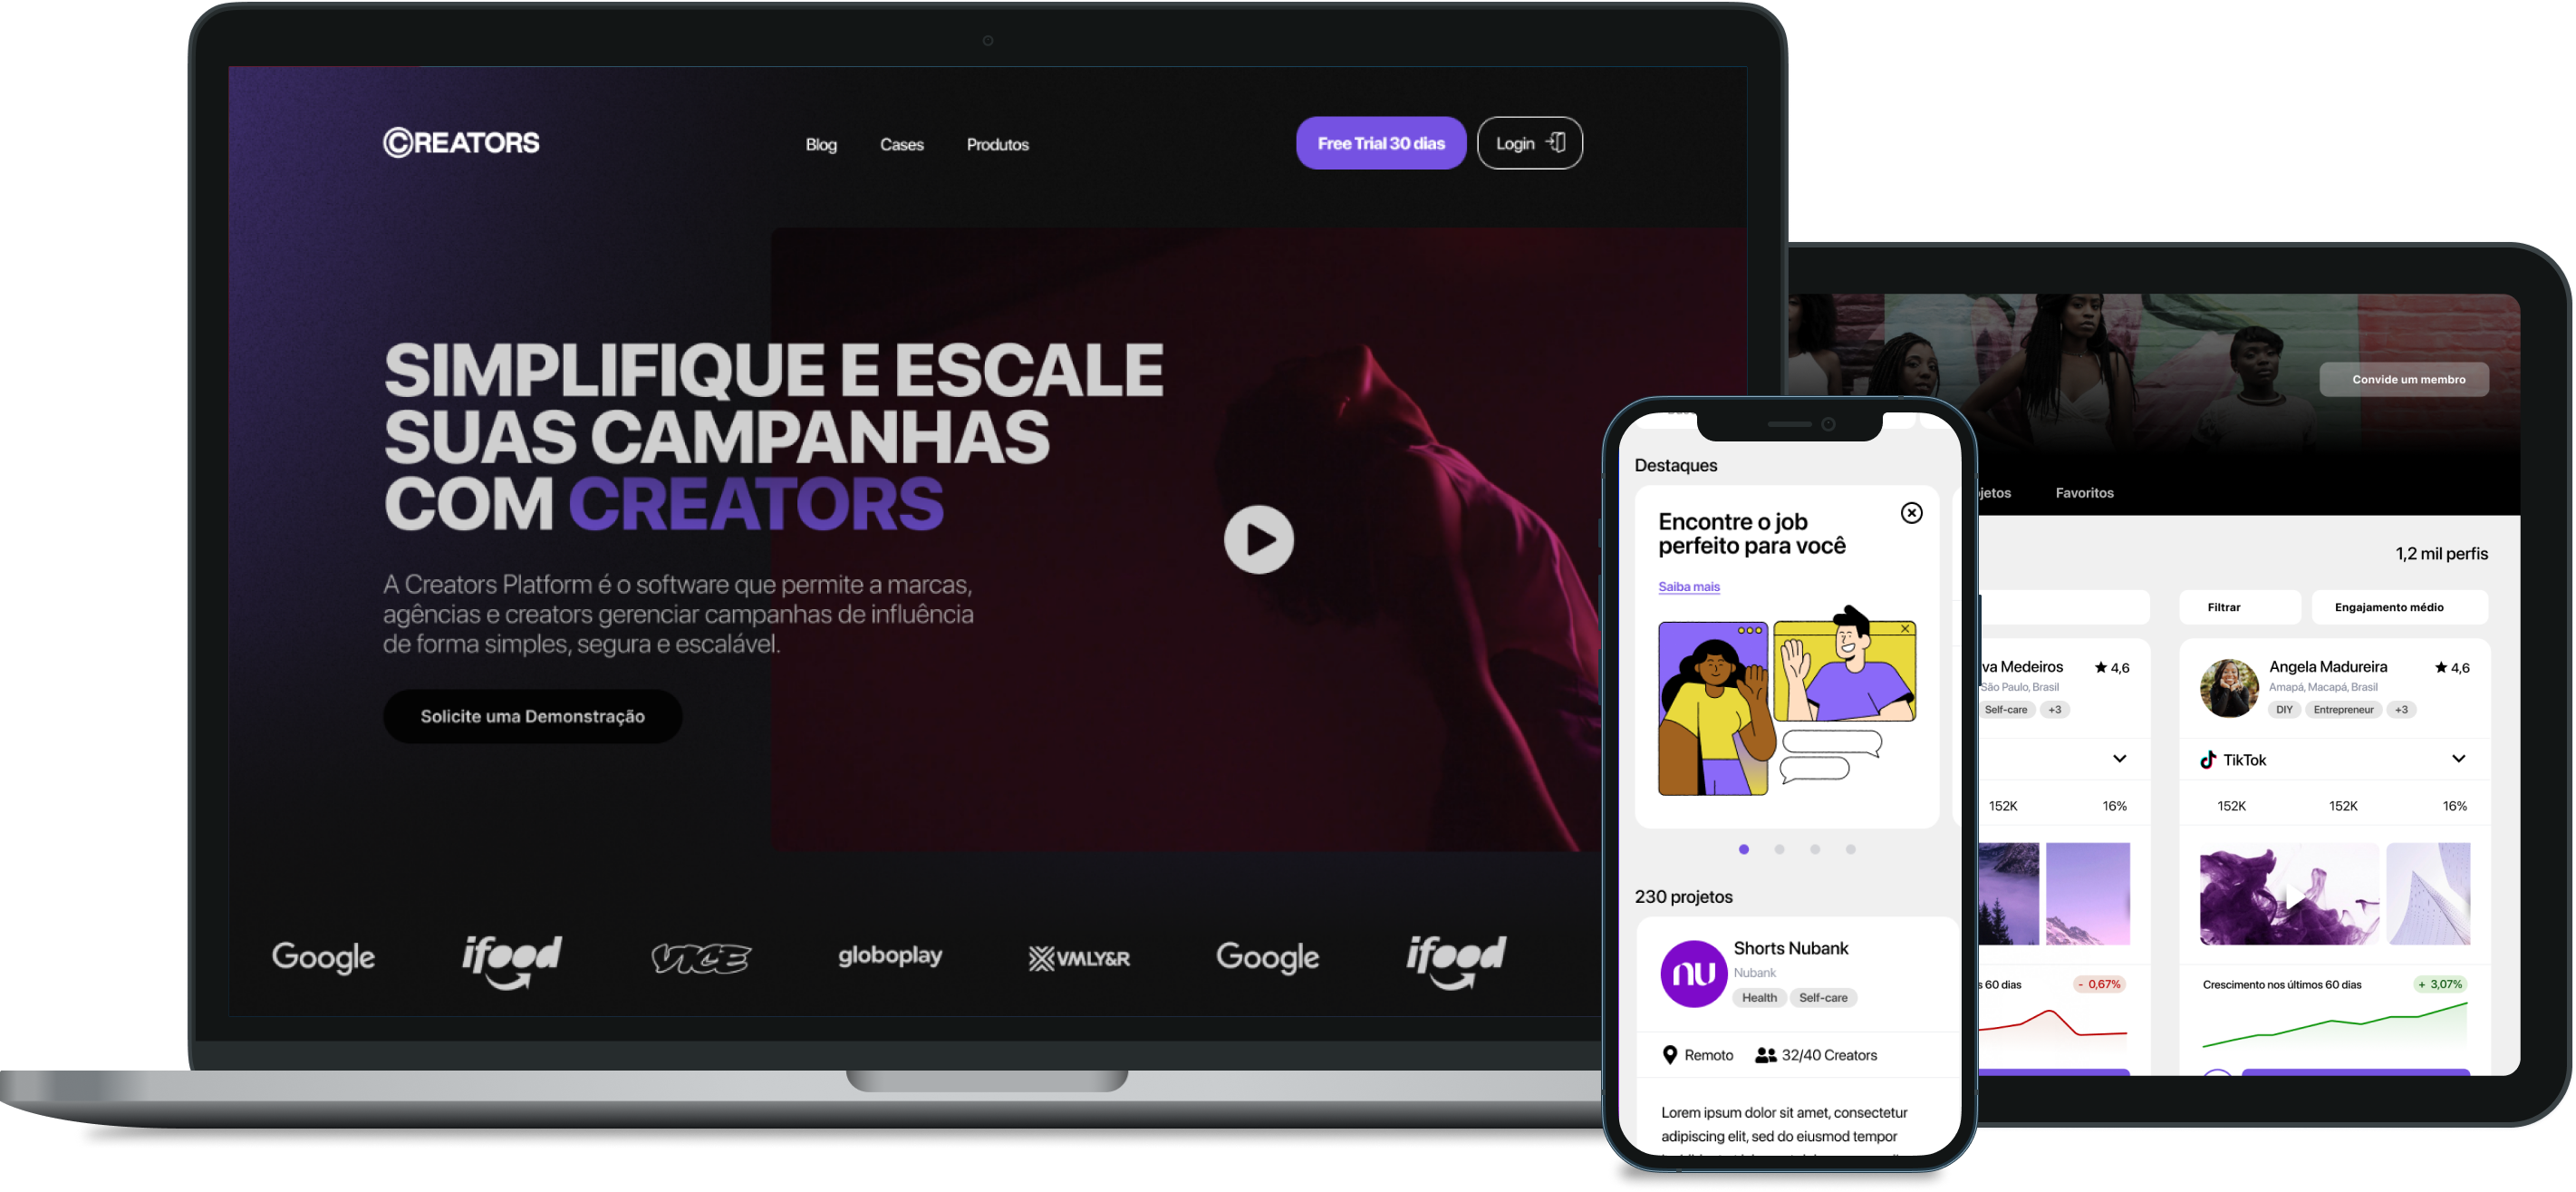 ©REATORS
Blog
Cases
Produtos
Free Trial 30 dias
Login
SIMPLIFIQUE E ESCALE
SUAS CAMPANHAS
COM CREATORS
A Creators Platform é o software que permite a marcas,
agências e creators gerenciar campanhas de influência
de forma simples, segura e escalável.
Solicite uma Demonstração
Google
ifood
VICE
globoplay
VMLY&R
Google
ifood
Destaques
Encontre o job
perfeito para você
Saiba mais
230 projetos
nu
Shorts Nubank
Nubank
Health
Self-care
Remoto
32/40 Creators
Lorem ipsum dolor sit amet, consectetur
adipiscing elit, sed do eiusmod tempor
Convide um membro
jetos
Favoritos
1,2 mil perfis
Filtrar
Engajamento médio
va Medeiros
4,6
São Paulo, Brasil
Self-care
+3
152K
16%
s 60 dias
- 0,67%
Angela Madureira
4,6
Amapá, Macapá, Brasil
DIY
Entrepreneur
+3
TikTok
152K
152K
16%
Crescimento nos últimos 60 dias
+ 3,07%